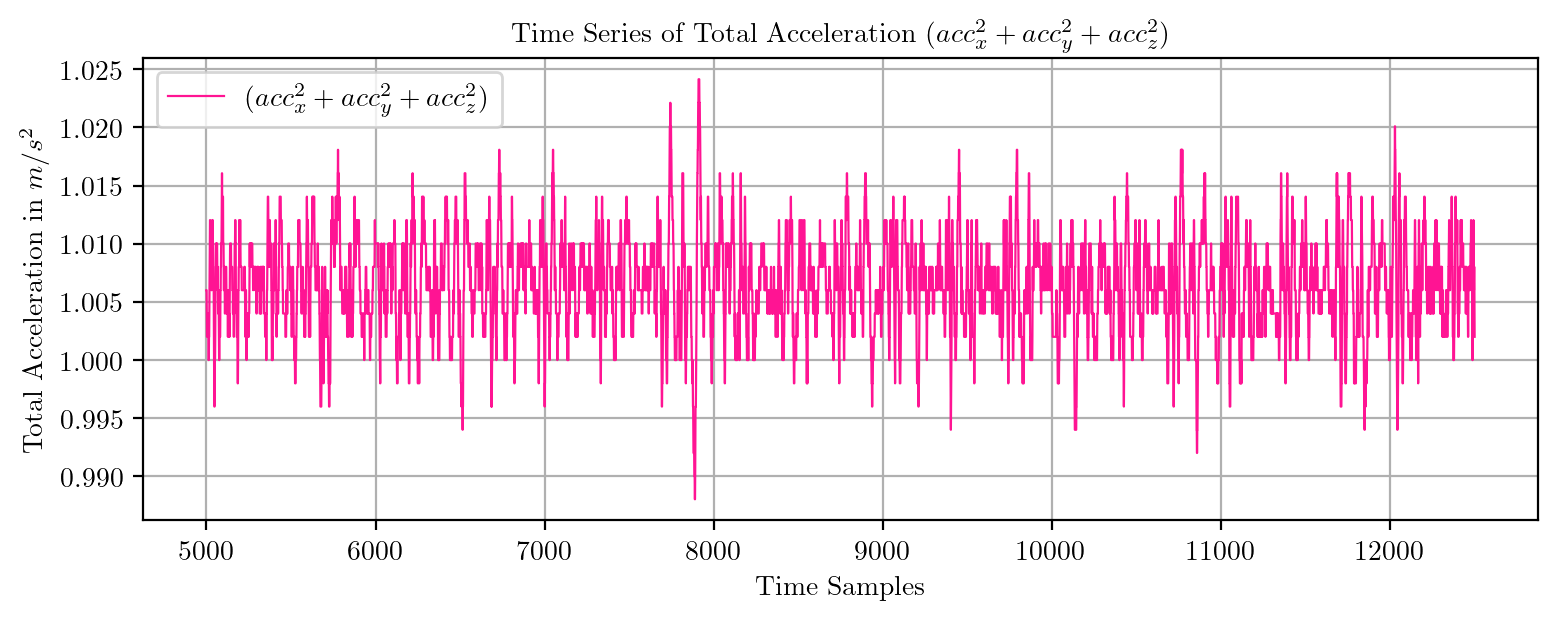 Time Series of Total Acceleration $(acc_x^2 + acc_y^2 + acc_z^2)$
$(acc_x^2 + acc_y^2 + acc_z^2)$
Total Acceleration in $m/s^2$
1.025
1.020
1.015
1.010
1.005
1.000
0.995
0.990
5000 6000 7000 8000 9000 10000 11000 12000
Time Samples